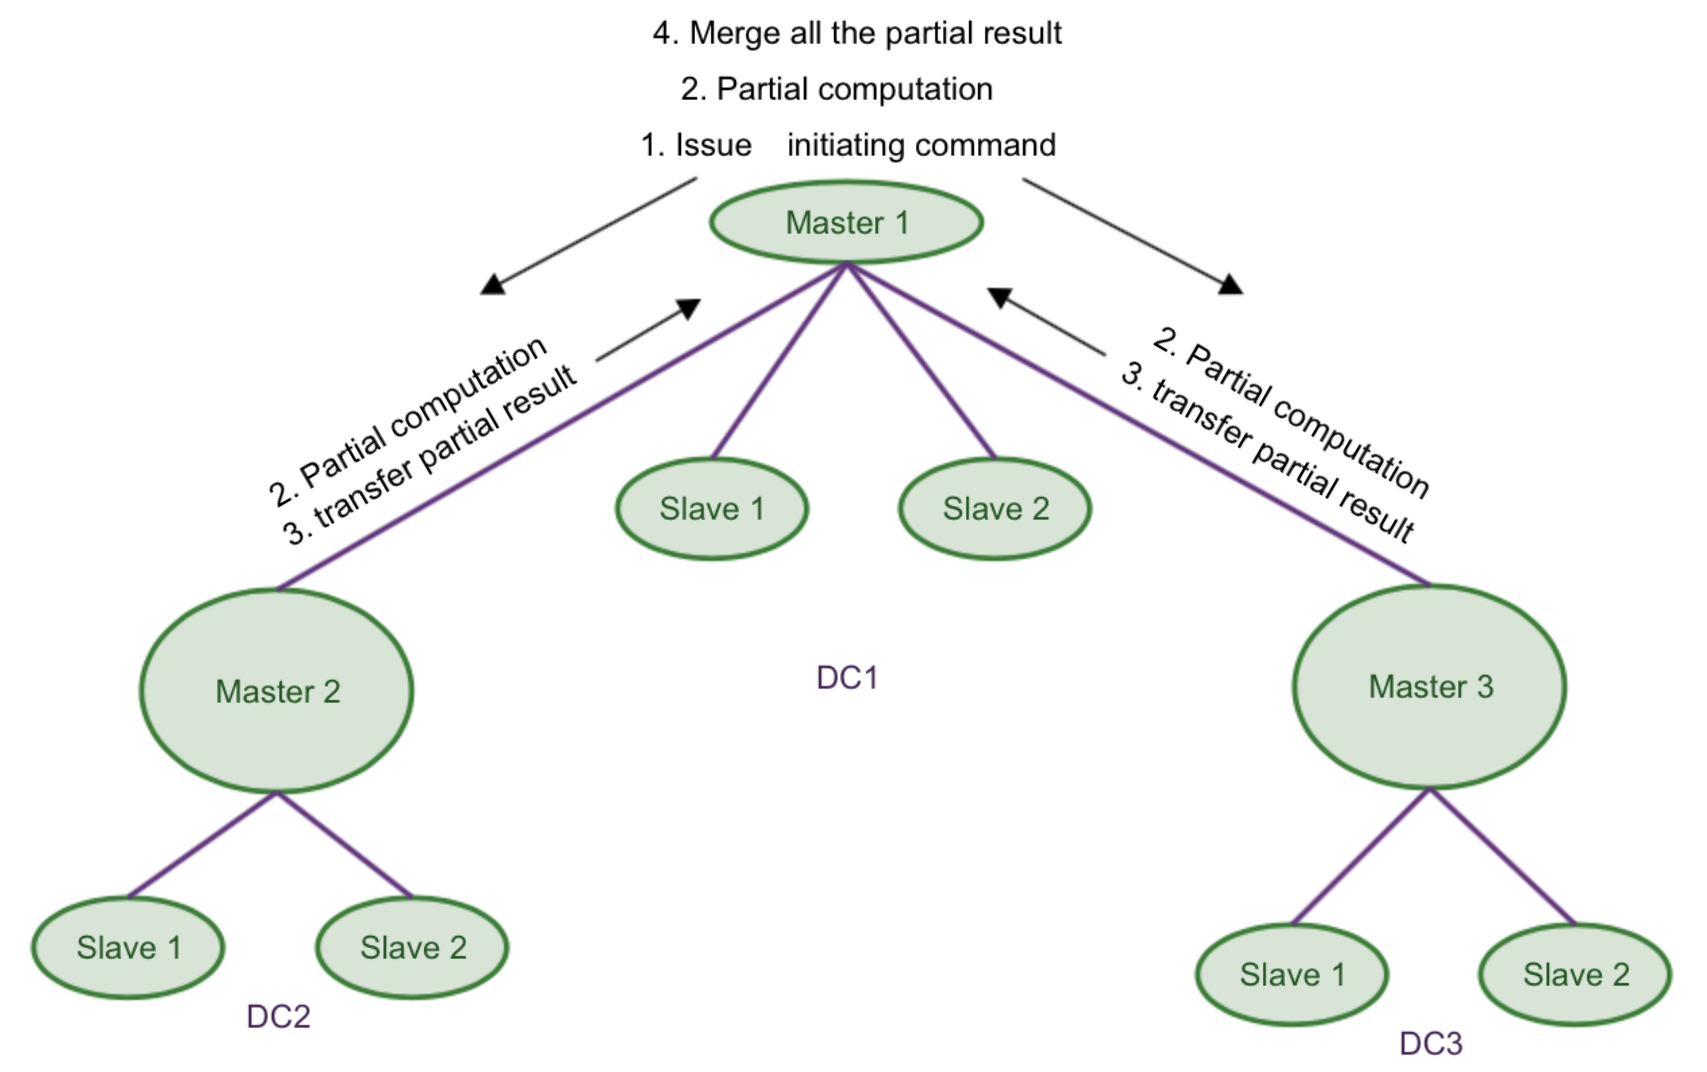 4. Merge all the partial result
2. Partial computation
1. Issue initiating command
Master 1
2. Partial computation
3. transfer partial result
2. Partial computation
3. transfer partial result
Slave 1
Slave 2
DC1
Master 2
Master 3
Slave 1
Slave 2
DC2
Slave 1
Slave 2
DC3